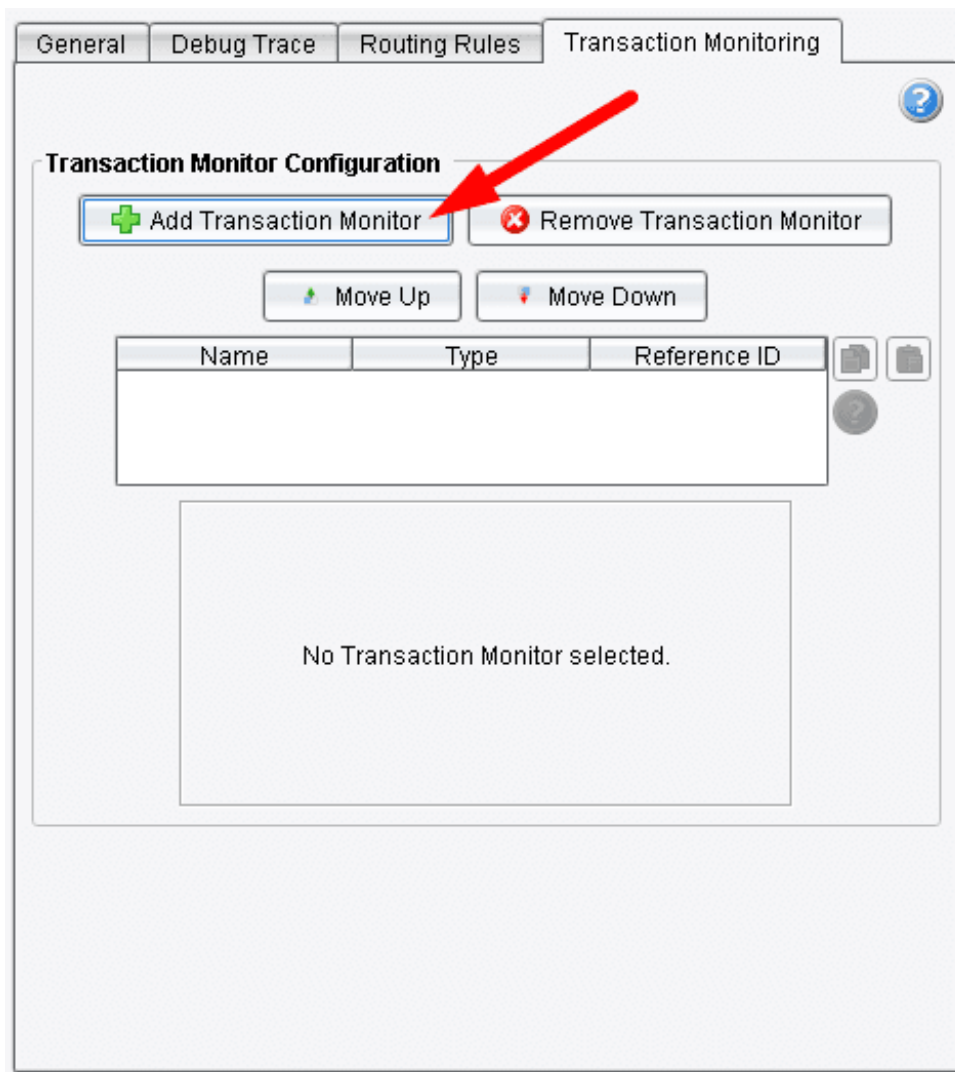 General Debug Trace Routing Rules Transaction Monitoring
Transaction Monitor Configuration
Add Transaction Monitor Remove Transaction Monitor
Move Up Move Down
Name Type Reference ID
No Transaction Monitor selected.